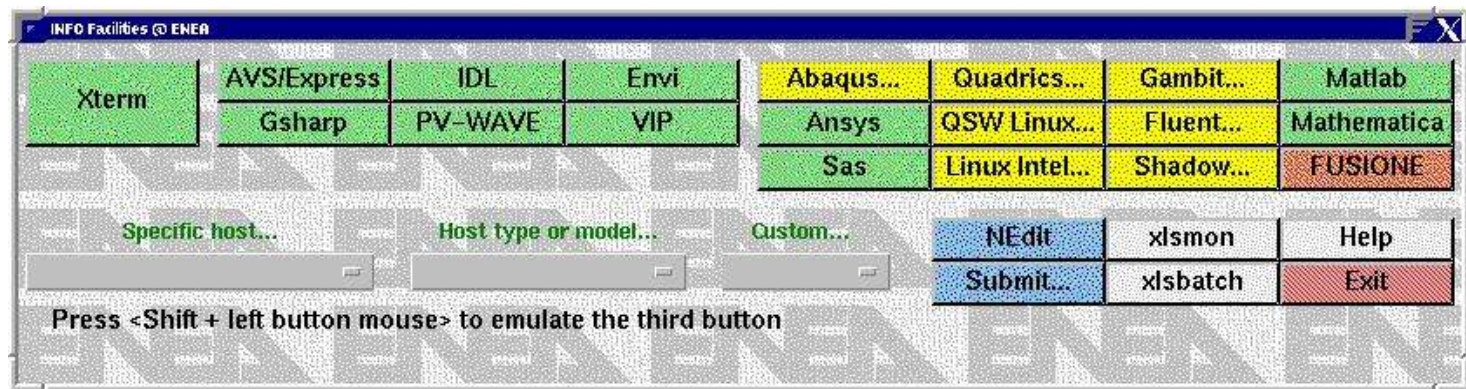 INFO Facilities @ ENEA
Xterm
AVS/Express IDL Envi Abaqus... Quadrics... Gambit... Matlab
Gsharp PV-WAVE VIP Ansys QSW Linux... Fluent... Mathematica
Sas Linux Intel... Shadow... FUSIONE
Specific host... Host type or model... Custom... NEdit xlsmon Help
Submit... xlsbatch Exit
Press <Shift + left button mouse> to emulate the third button